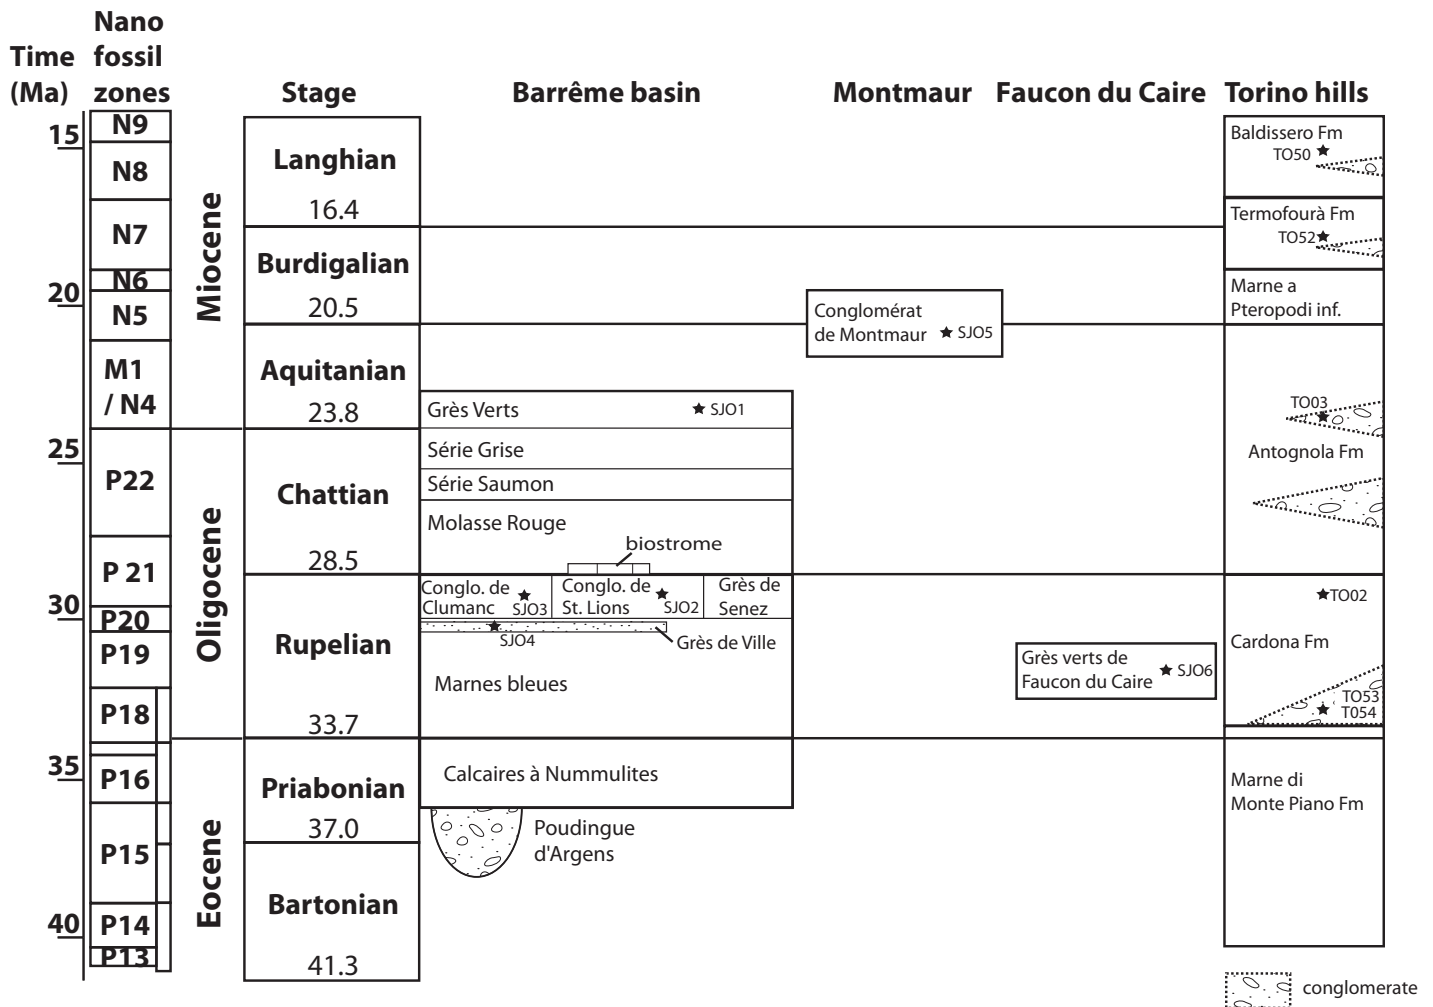 Nano
Time fossil
(Ma) zones Stage Barrême basin Montmaur Faucon du Caire Torino hills
15
20
25
30
35
40
N9
N8
N7
N6
N5
M1
/ N4
P22
P 21
P20
P19
P18
P16
P15
P14
P13
Miocene
Oligocene
Eocene
Langhian
16.4
Burdigalian
20.5
Aquitanian
23.8
Chattian
28.5
Rupelian
33.7
Priabonian
37.0
Bartonian
41.3
Grès Verts SJO1
Série Grise
Série Saumon
Molasse Rouge
biostrome
Conglo. de
Clumanc SJO3
Conglo. de
St. Lions SJO2
Grès de
Senez
SJO4
Grès de Ville
Marnes bleues
Calcaires à Nummulites
Poudingue
d'Argens
Conglomérat
de Montmaur SJO5
Grès verts de
Faucon du Caire SJO6
Baldissero Fm
TO50
Termofourà Fm
TO52
Marne a
Pteropodi inf.
TO03
Antognola Fm
TO02
Cardona Fm
TO53
T054
Marne di
Monte Piano Fm
conglomerate